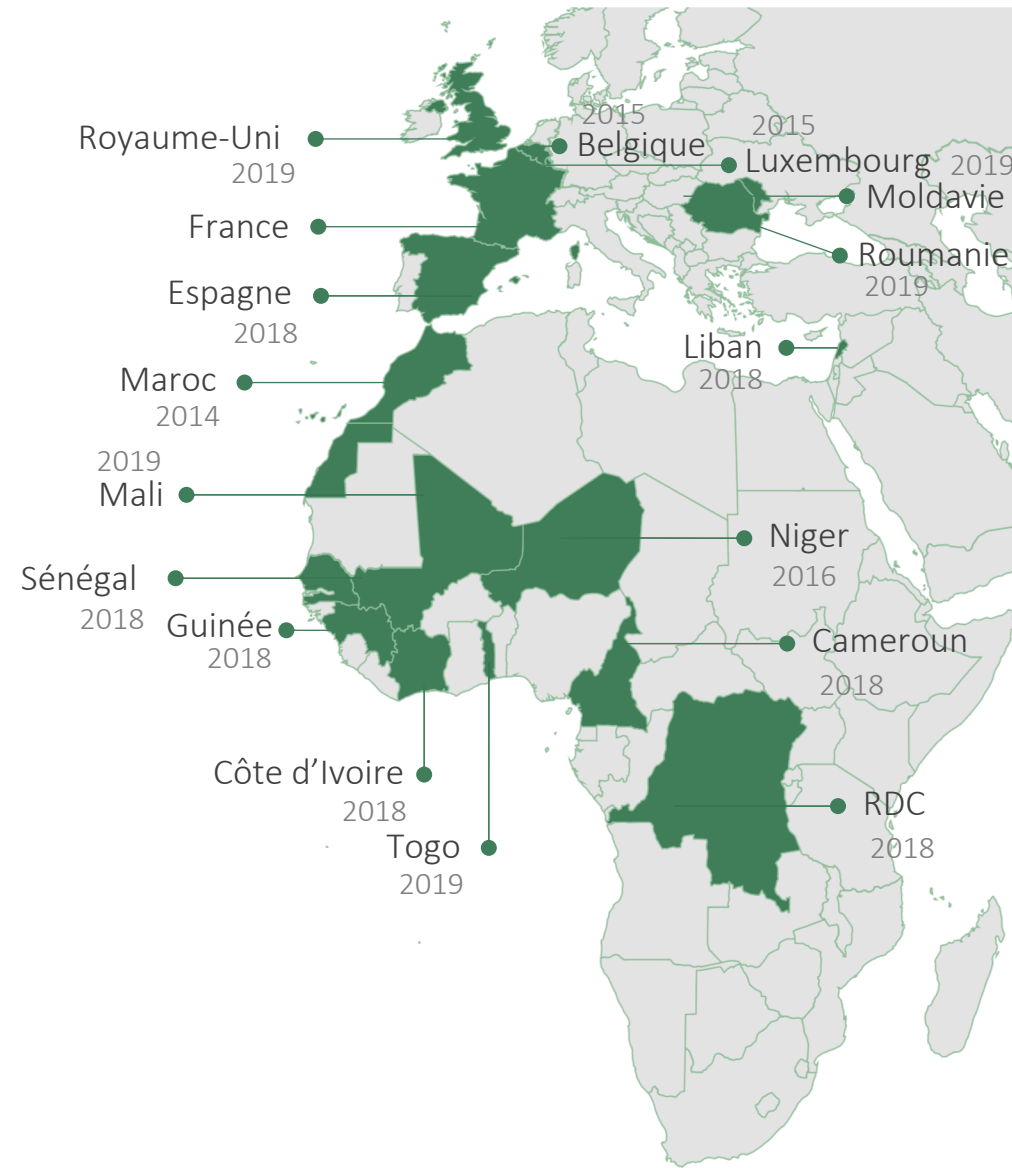 2015
Belgique
2015
Luxembourg
2019
Moldavie
Roumanie
2019
Royaume-Uni
2019
France
Espagne
2018
Liban
2018
Maroc
2014
2019
Mali
Niger
2016
Sénégal
2018
Guinée
2018
Cameroun
2018
Côte d’Ivoire
2018
RDC
2018
Togo
2019